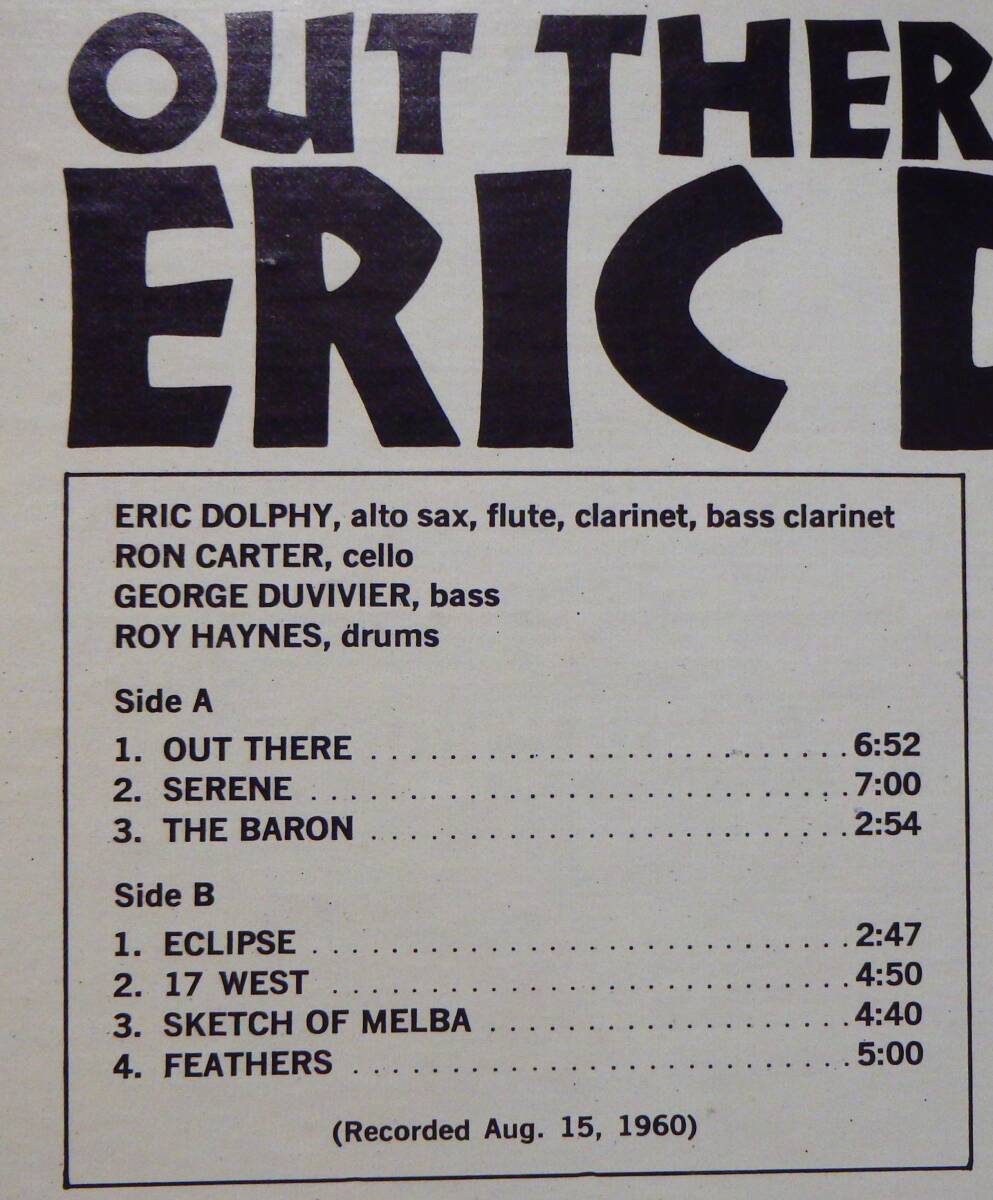 OUT THER
ERIC D
ERIC DOLPHY, alto sax, flute, clarinet, bass clarinet
RON CARTER, cello
GEORGE DUVIVIER, bass
ROY HAYNES, drums
Side A
1. OUT THERE . . . . . . . . . . . . . . . . . . . . . . . . . 6:52
2. SERENE . . . . . . . . . . . . . . . . . . . . . . . . . . . . 7:00
3. THE BARON . . . . . . . . . . . . . . . . . . . . . . . . . 2:54
Side B
1. ECLIPSE . . . . . . . . . . . . . . . . . . . . . . . . . . . . 2:47
2. 17 WEST . . . . . . . . . . . . . . . . . . . . . . . . . . . 4:50
3. SKETCH OF MELBA . . . . . . . . . . . . . . . . . . . 4:40
4. FEATHERS . . . . . . . . . . . . . . . . . . . . . . . . . . 5:00
(Recorded Aug. 15, 1960)